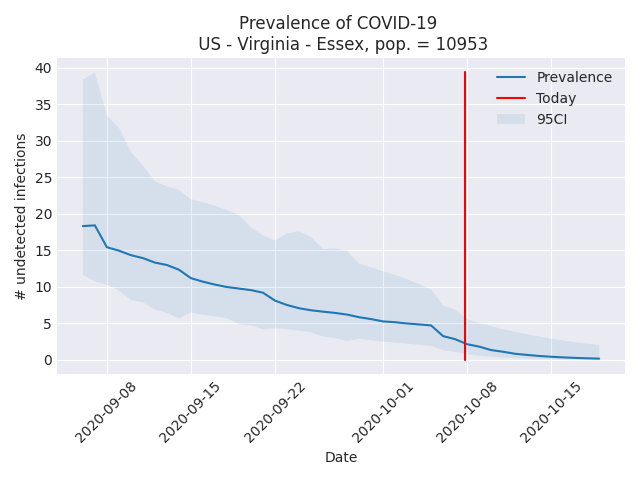 Prevalence of COVID-19
US - Virginia - Essex, pop. = 10953
Prevalence
Today
95CI
# undetected infections
40
35
30
25
20
15
10
5
0
2020-09-08
2020-09-15
2020-09-22
2020-10-01
2020-10-08
2020-10-15
Date